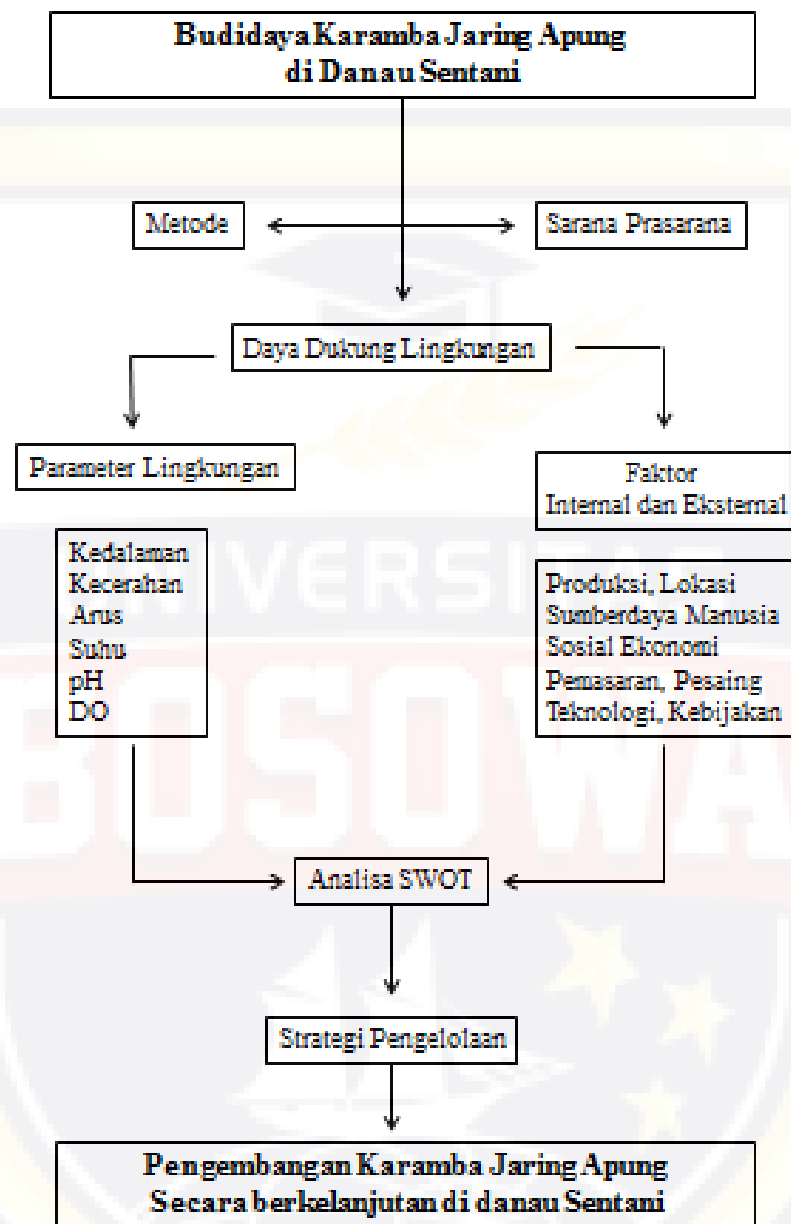 Budidaya Karamba Jaring Apung
di Danau Sentani
Metode
Sarana Prasarana
Daya Dukung Lingkungan
Parameter Lingkungan
Faktor
Internal dan Eksternal
Kedalaman
Kecerahan
Arus
Suhu
pH
DO
Produksi, Lokasi
Sumberdaya Manusia
Sosial Ekonomi
Pemasaran, Pesaing
Teknologi, Kebijakan
Analisa SWOT
Strategi Pengelolaan
Pengembangan Karamba Jaring Apung
Secara berkelanjutan di danau Sentani
UNIVERSITAS
BOSOWA